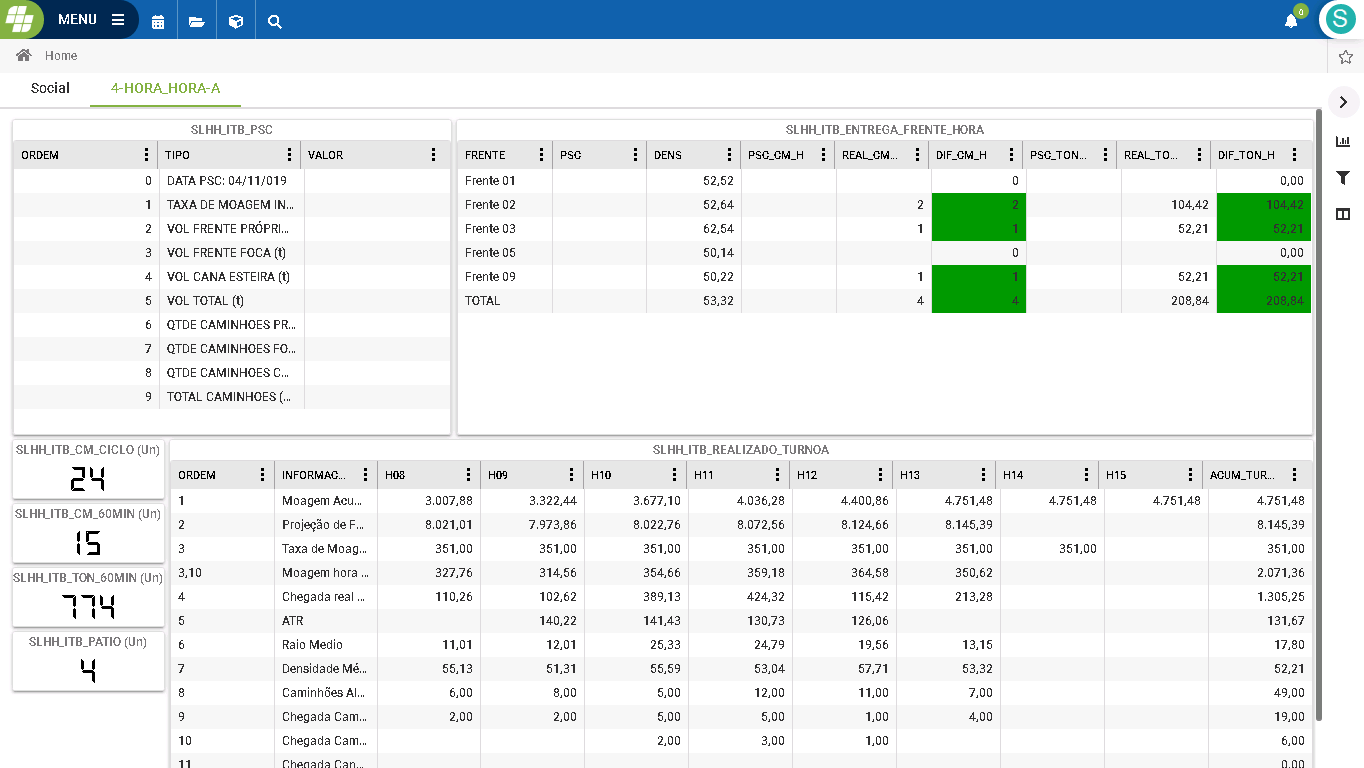 MENU
0
S
Home
Social 4-HORA_HORA-A
SLHH_ITB_PSC
ORDEM TIPO VALOR
0 DATA PSC: 04/11/019
1 TAXA DE MOAGEM IN...
2 VOL FRENTE PRÓPRI...
3 VOL FRENTE FOCA (t)
4 VOL CANA ESTEIRA (t)
5 VOL TOTAL (t)
6 QTDE CAMINHOES PR...
7 QTDE CAMINHOES FO...
8 QTDE CAMINHOES C...
9 TOTAL CAMINHOES (...
SLHH_ITB_ENTREGA_FRENTE_HORA
FRENTE PSC DENS PSC_CM_H REAL_CM... DIF_CM_H PSC_TON... REAL_TO... DIF_TON_H
Frente 01 52,52 0 0,00
Frente 02 52,64 2 2 104,42 104,42
Frente 03 62,54 1 1 52,21 52,21
Frente 05 50,14 0 0,00
Frente 09 50,22 1 1 52,21 52,21
TOTAL 53,32 4 4 208,84 208,84
SLHH_ITB_CM_CICLO (Un)
24
SLHH_ITB_CM_60MIN (Un)
15
SLHH_ITB_TON_60MIN (Un)
774
SLHH_ITB_PATIO (Un)
4
SLHH_ITB_REALIZADO_TURNOA
ORDEM INFORMAC... H08 H09 H10 H11 H12 H13 H14 H15 ACUM_TUR...
1 Moagem Acu... 3.007,88 3.322,44 3.677,10 4.036,28 4.400,86 4.751,48 4.751,48 4.751,48 4.751,48
2 Projeção de F... 8.021,01 7.973,86 8.022,76 8.072,56 8.124,66 8.145,39 8.145,39
3 Taxa de Moag... 351,00 351,00 351,00 351,00 351,00 351,00 351,00 351,00
3,10 Moagem hora ... 327,76 314,56 354,66 359,18 364,58 350,62 2.071,36
4 Chegada real ... 110,26 102,62 389,13 424,32 115,42 213,28 1.305,25
5 ATR 140,22 141,43 130,73 126,06 131,67
6 Raio Medio 11,01 12,01 25,33 24,79 19,56 13,15 17,80
7 Densidade Mé... 55,13 51,31 55,59 53,04 57,71 53,32 52,21
8 Caminhões Al... 6,00 8,00 5,00 12,00 11,00 7,00 49,00
9 Chegada Cam... 2,00 2,00 5,00 5,00 1,00 4,00 19,00
10 Chegada Cam... 2,00 3,00 1,00 6,00
11 Chegada Can... 0,00